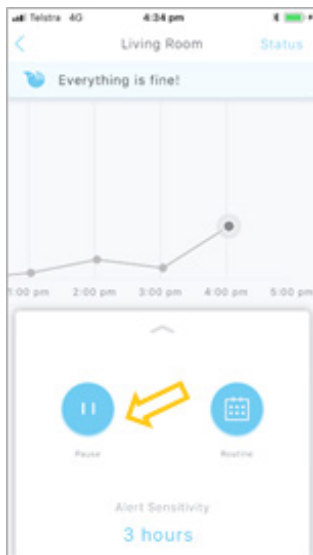 Telstra 4G 4:34 pm
Living Room Status
Everything is fine!
1:00 pm 2:00 pm 3:00 pm 4:00 pm 5:00 pm
Pause Routine
Alert Sensitivity
3 hours